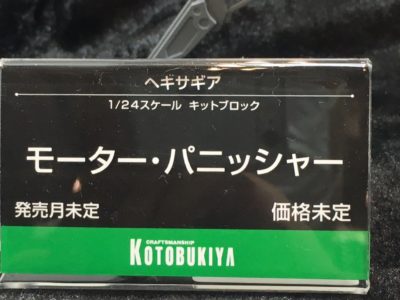 ヘキサギア
1/24スケール キットブロック
モーター・パニッシャー
発売月未定 価格未定
CRAFTSMANSHIP
KOTOBUKIYA